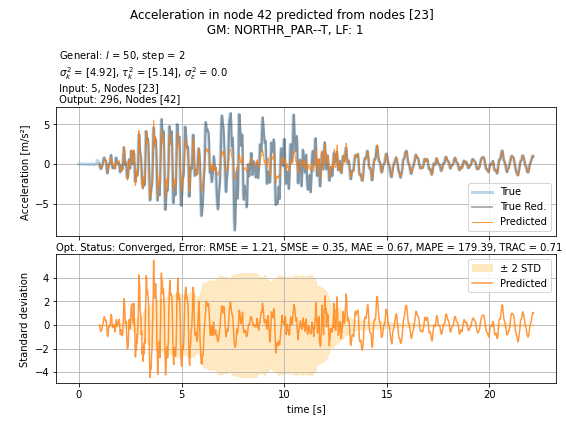 Acceleration in node 42 predicted from nodes [23]
GM: NORTHR_PAR--T, LF: 1
General: l = 50, step = 2
σ²ₖ = [4.92], τ²ₖ = [5.14], σ²ₑ = 0.0
Input: 5, Nodes [23]
Output: 296, Nodes [42]
Acceleration [m/s²]
5
0
−5
True
True Red.
Predicted
Opt. Status: Converged, Error: RMSE = 1.21, SMSE = 0.35, MAE = 0.67, MAPE = 179.39, TRAC = 0.71
Standard deviation
4
2
0
−2
−4
± 2 STD
Predicted
0 5 10 15 20
time [s]